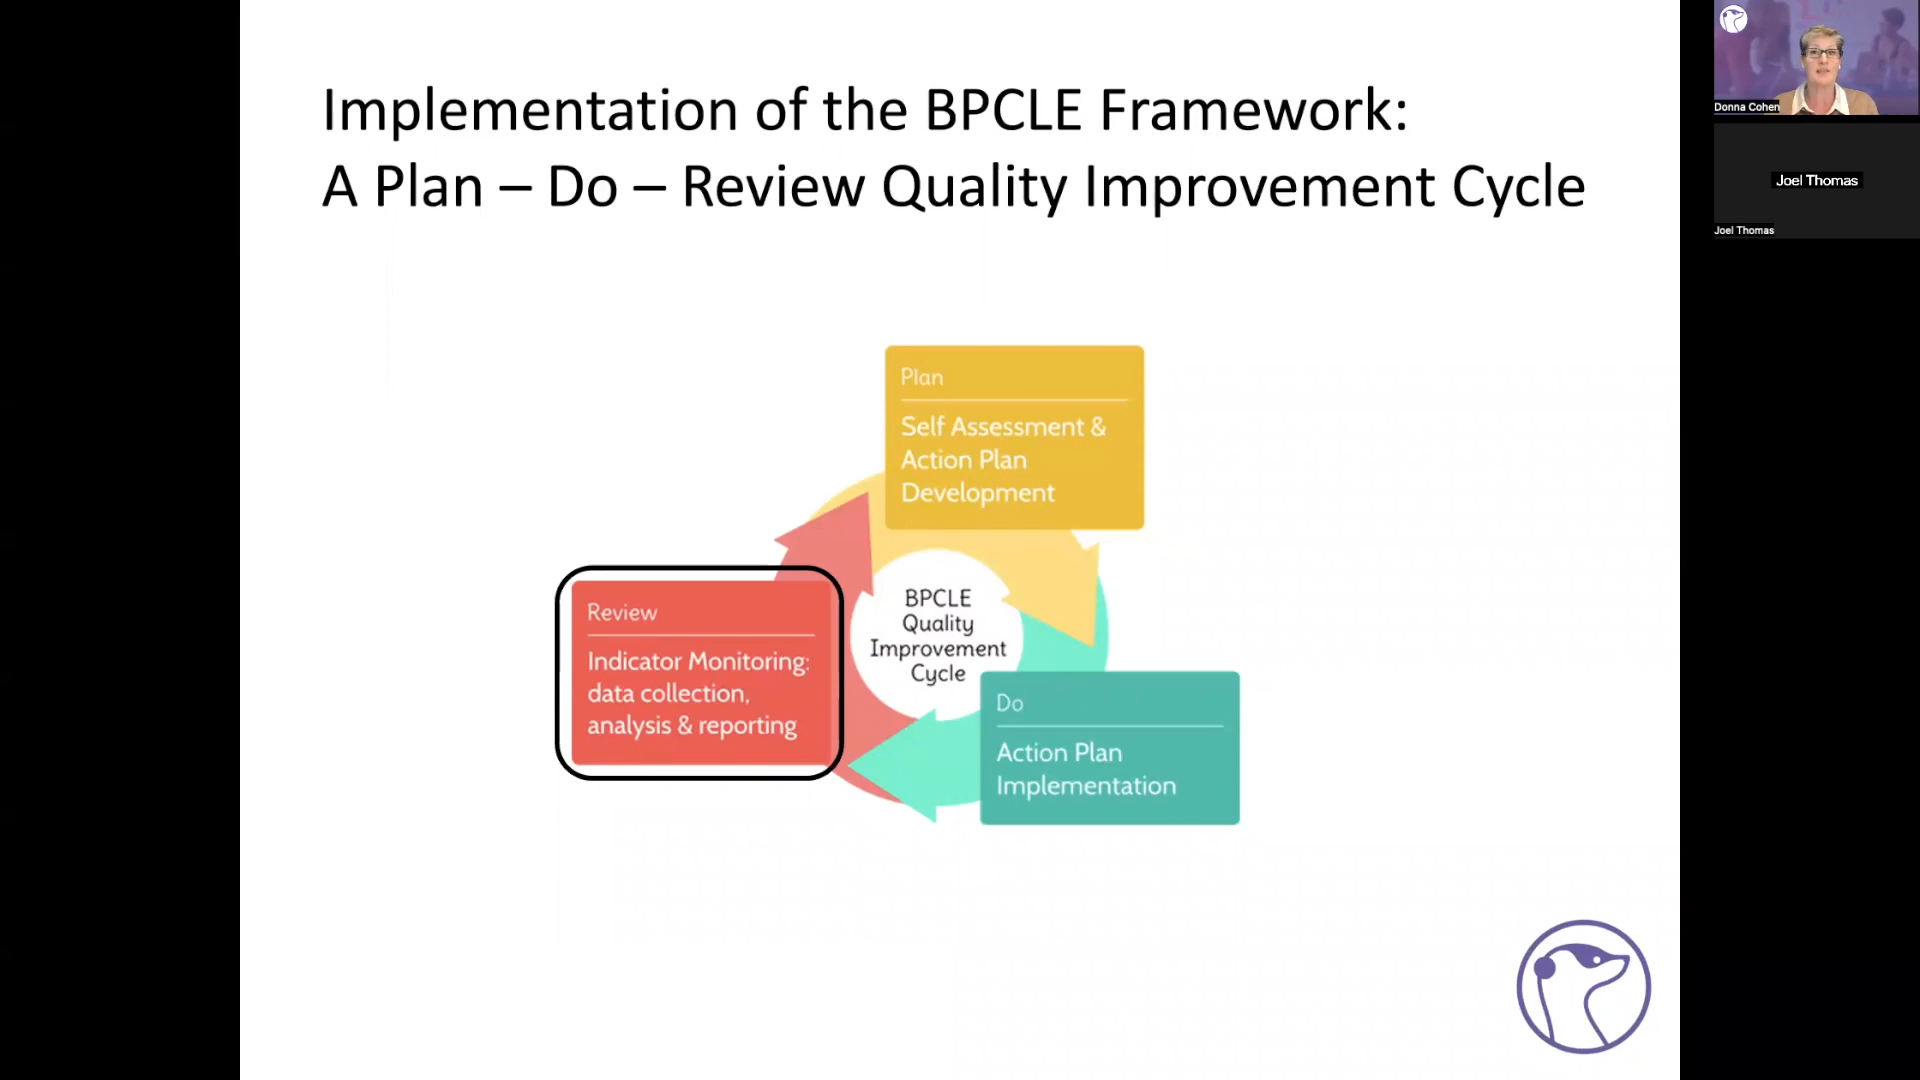 Implementation of the BPCLE Framework:
A Plan – Do – Review Quality Improvement Cycle
Plan
Self Assessment &
Action Plan
Development
BPCLE
Quality
Improvement
Cycle
Review
Indicator Monitoring:
data collection,
analysis & reporting
Do
Action Plan
Implementation
Donna Cohen
Joel Thomas
Joel Thomas